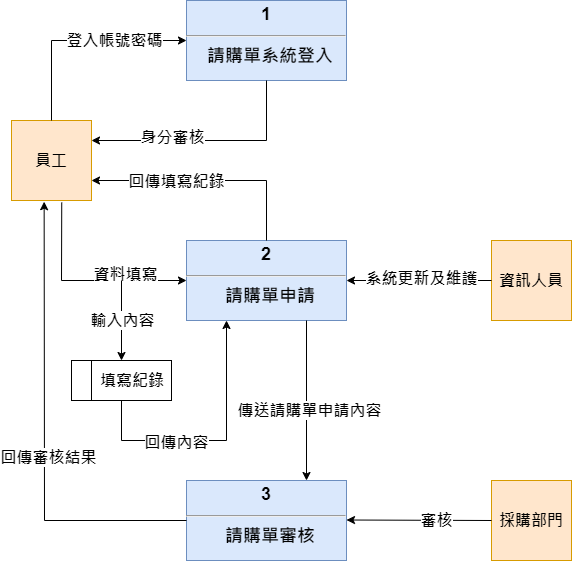 1
登入帳號密碼
請購單系統登入
身分審核
員工
回傳填寫紀錄
2
資料填寫
請購單申請
系統更新及維護
資訊人員
輸入內容
填寫紀錄
傳送請購單申請內容
回傳內容
回傳審核結果
3
請購單審核
審核
採購部門